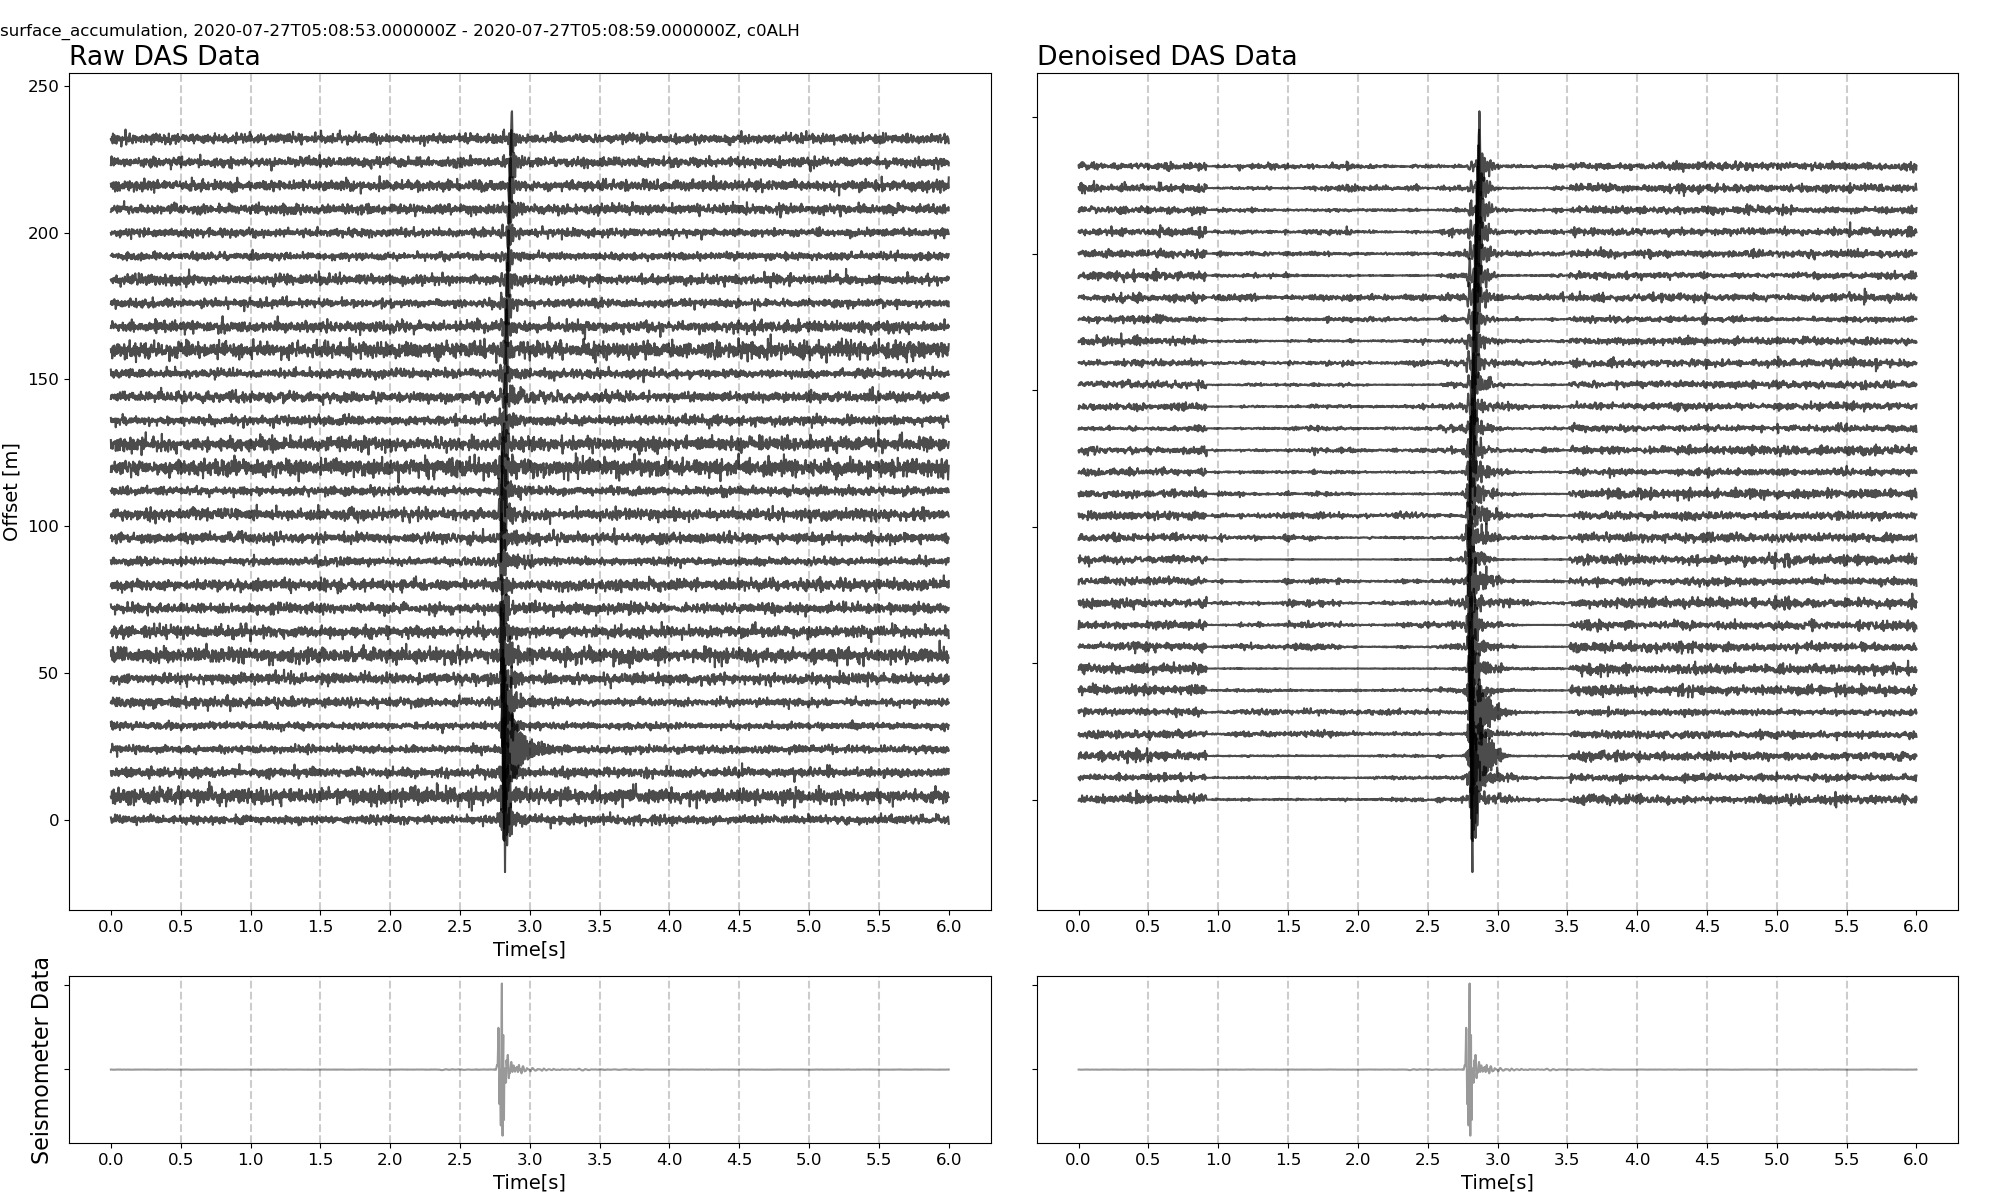 surface_accumulation, 2020-07-27T05:08:53.000000Z - 2020-07-27T05:08:59.000000Z, c0ALH
Raw DAS Data
Denoised DAS Data
250
200
150
100
50
0
Offset [m]
0.0 0.5 1.0 1.5 2.0 2.5 3.0 3.5 4.0 4.5 5.0 5.5 6.0
Time[s]
0.0 0.5 1.0 1.5 2.0 2.5 3.0 3.5 4.0 4.5 5.0 5.5 6.0
Seismometer Data
0.0 0.5 1.0 1.5 2.0 2.5 3.0 3.5 4.0 4.5 5.0 5.5 6.0
Time[s]
0.0 0.5 1.0 1.5 2.0 2.5 3.0 3.5 4.0 4.5 5.0 5.5 6.0
Time[s]